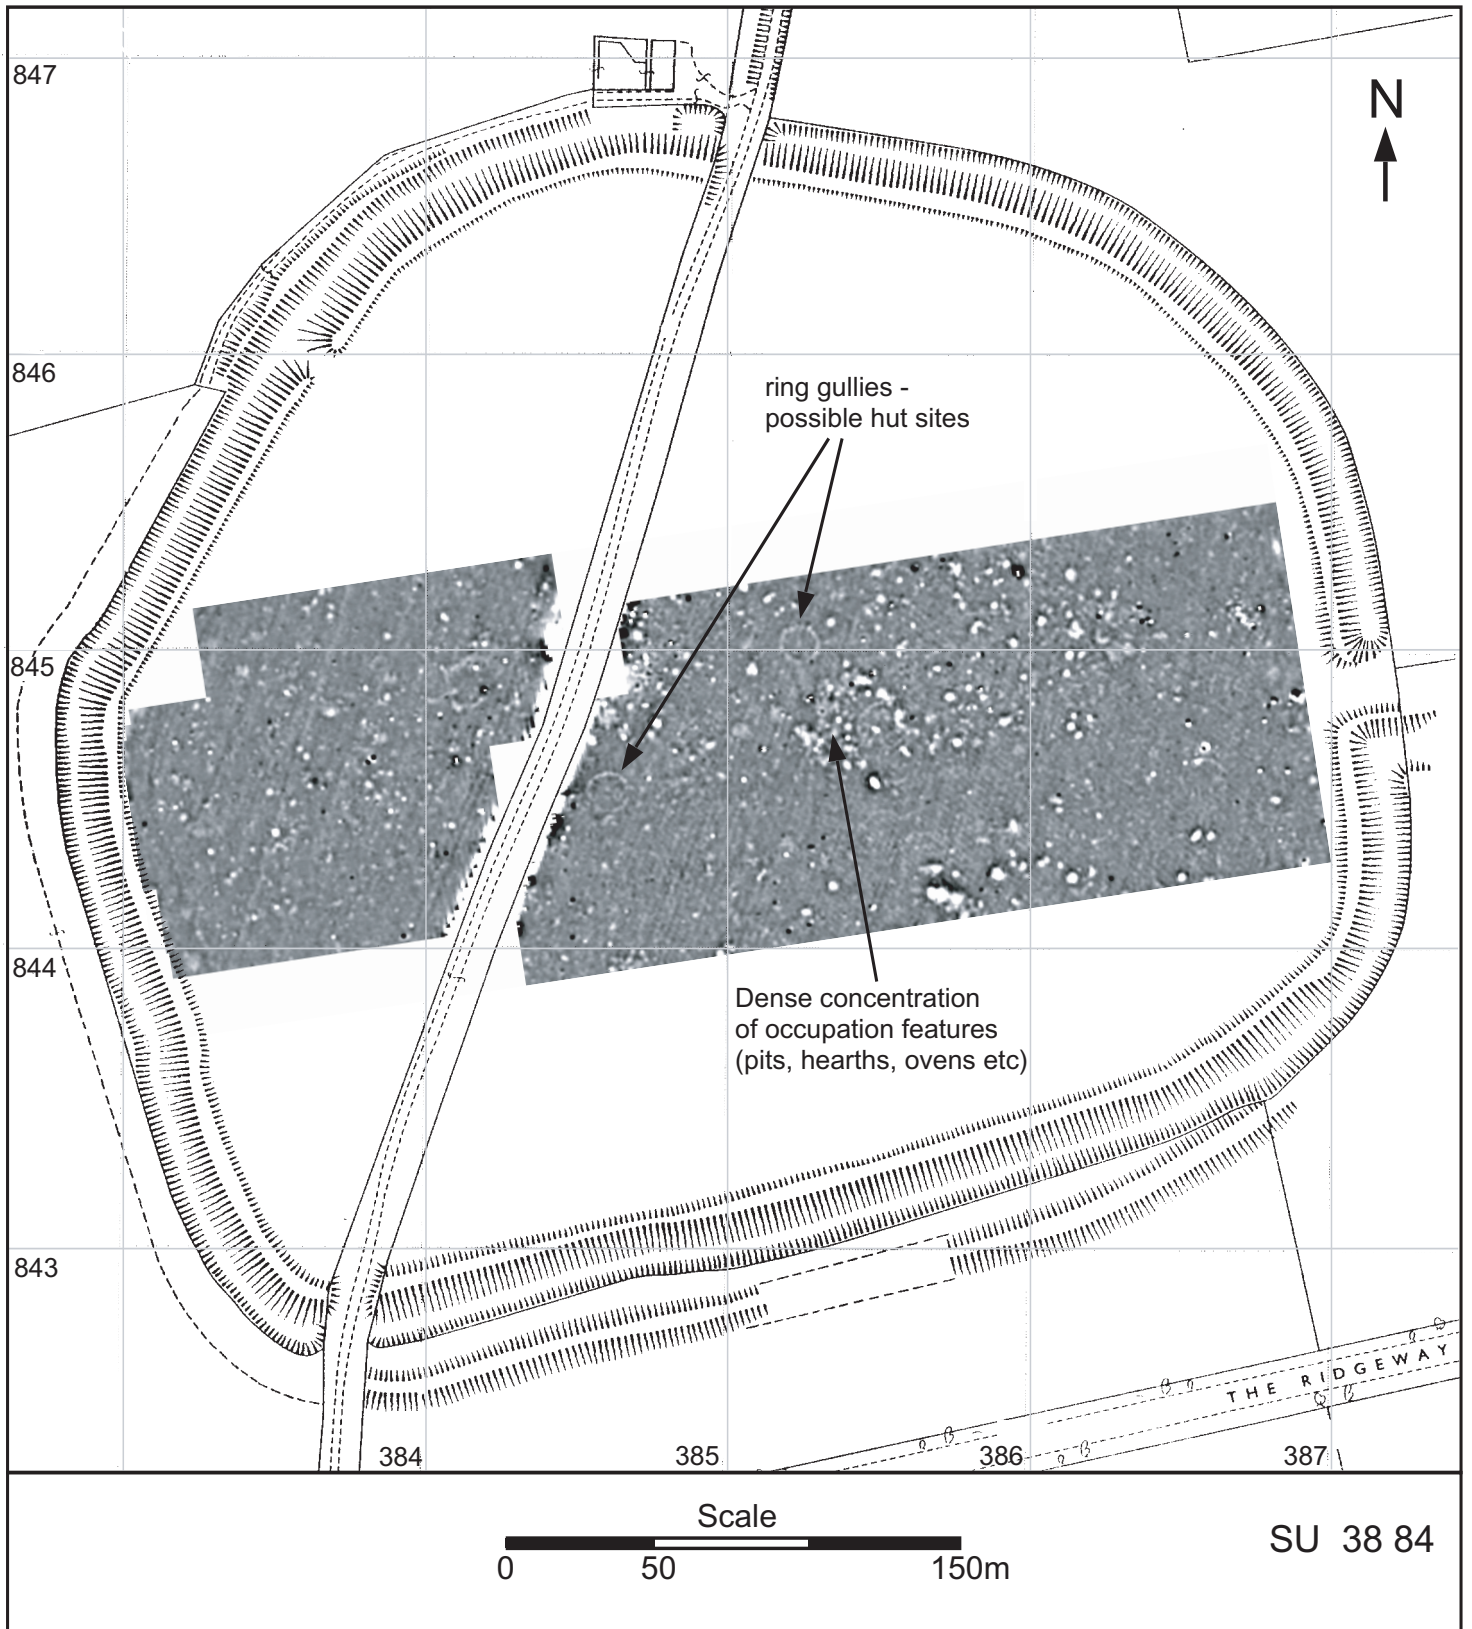 847
N
846
ring gullies -
possible hut sites
845
844
Dense concentration
of occupation features
(pits, hearths, ovens etc)
843
THE RIDGEWAY
384 385 386 387
Scale
0 50 150m
SU 38 84